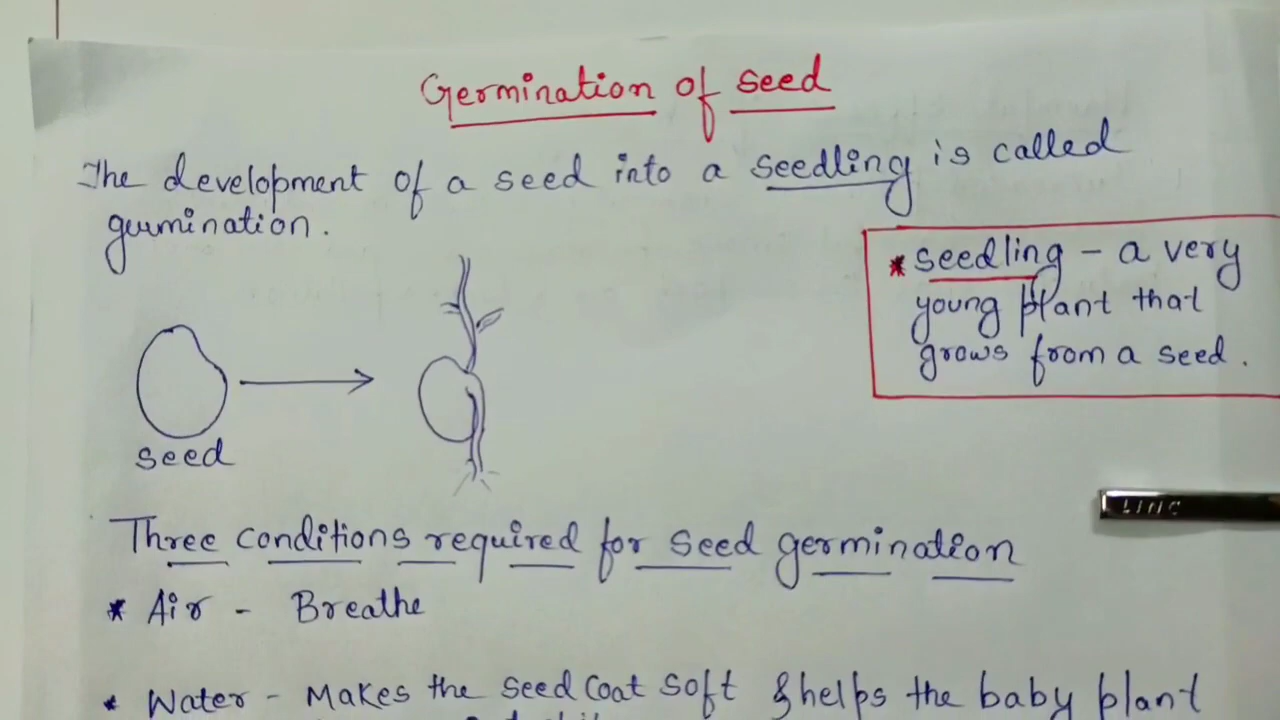 Germination of seed
The development of a seed into a seedling is called
germination.
* seedling - a very
young plant that
grows from a seed.
seed
Three conditions required for seed germination
* Air - Breathe
* Water - Makes the seed coat soft & helps the baby plant
LINC